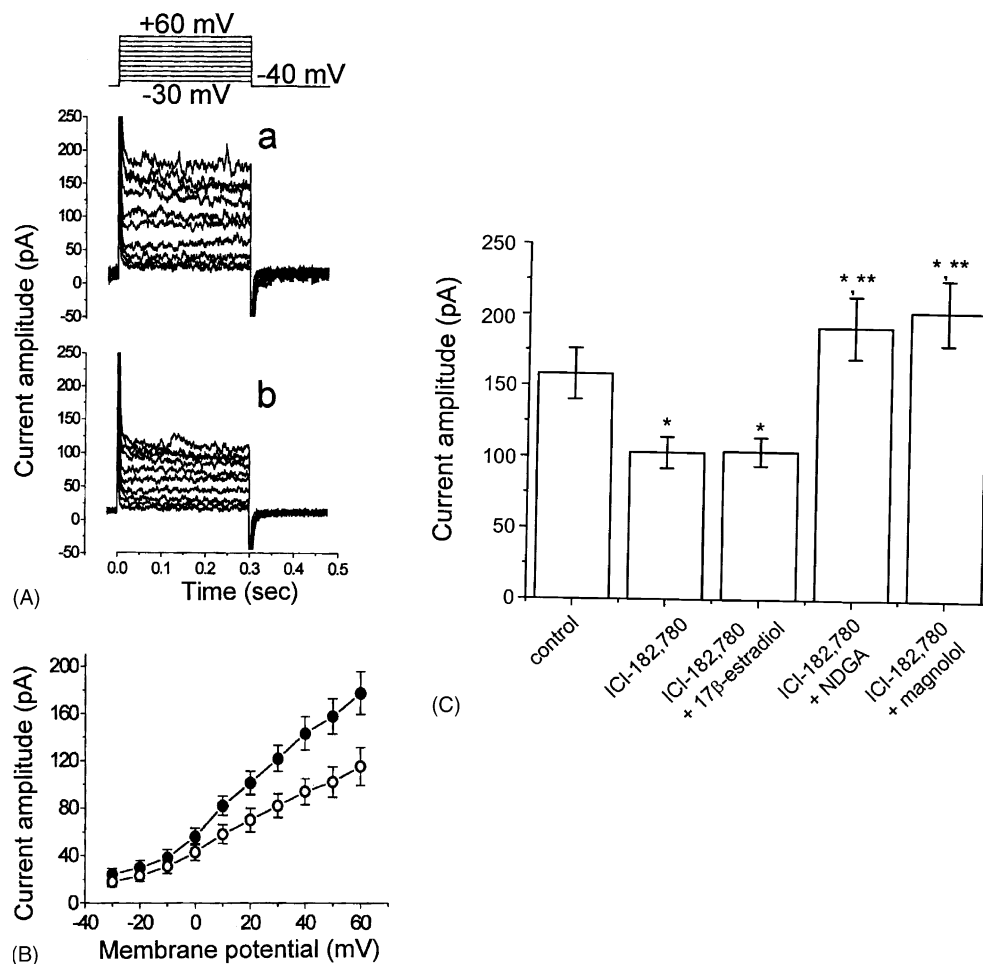 +60 mV
-40 mV
-30 mV
a
250
200
150
100
50
0
-50
b
250
200
150
100
50
0
-50
Current amplitude (pA)
0.0 0.1 0.2 0.3 0.4 0.5
Time (sec)
(A)
200
160
120
80
40
0
Current amplitude (pA)
-40 -20 0 20 40 60
Membrane potential (mV)
(B)
250
200
150
100
50
0
Current amplitude (pA)
*
*
*,**
*,**
control
ICI-182,780
ICI-182,780
+ 17β-estradiol
ICI-182,780
+ NDGA
ICI-182,780
+ magnolol
(C)